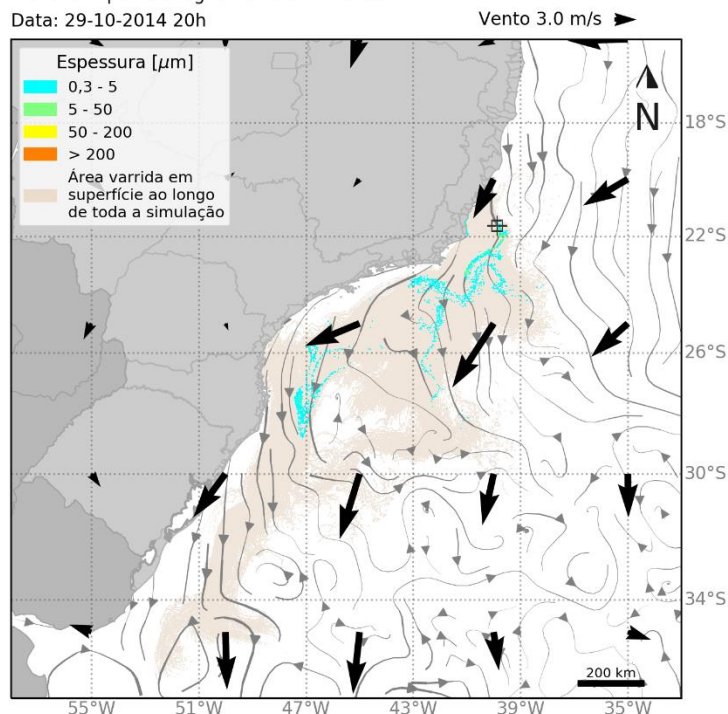 Data: 29-10-2014 20h
Vento 3.0 m/s
Espessura [μm]
0,3 - 5
5 - 50
50 - 200
> 200
Área varrida em
superfície ao longo
de toda a simulação
N
18°S
22°S
26°S
30°S
34°S
200 km
55°W 51°W 47°W 43°W 39°W 35°W